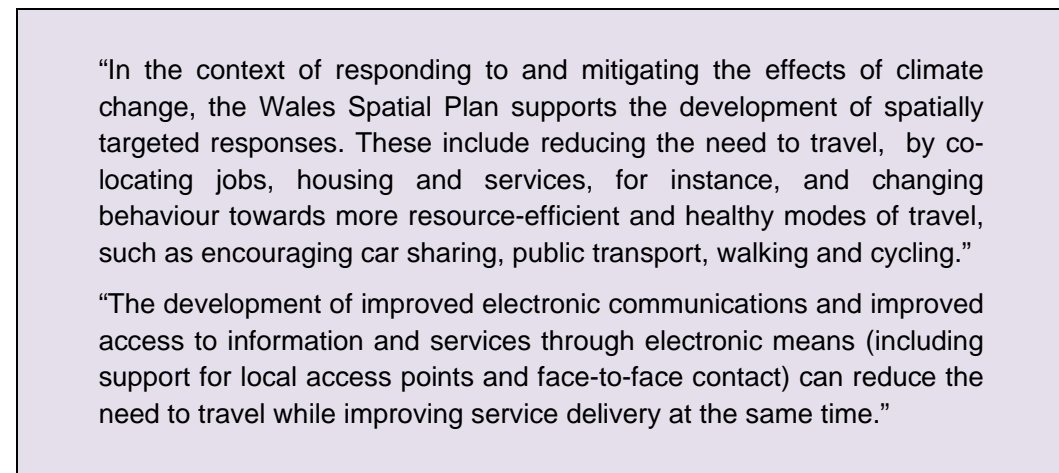 “In the context of responding to and mitigating the effects of climate
change, the Wales Spatial Plan supports the development of spatially
targeted responses. These include reducing the need to travel,  by co-
locating jobs, housing and services, for instance, and changing
behaviour towards more resource-efficient and healthy modes of travel,
such as encouraging car sharing, public transport, walking and cycling.”
“The development of improved electronic communications and improved
access to information and services through electronic means (including
support for local access points and face-to-face contact) can reduce the
need to travel while improving service delivery at the same time.”